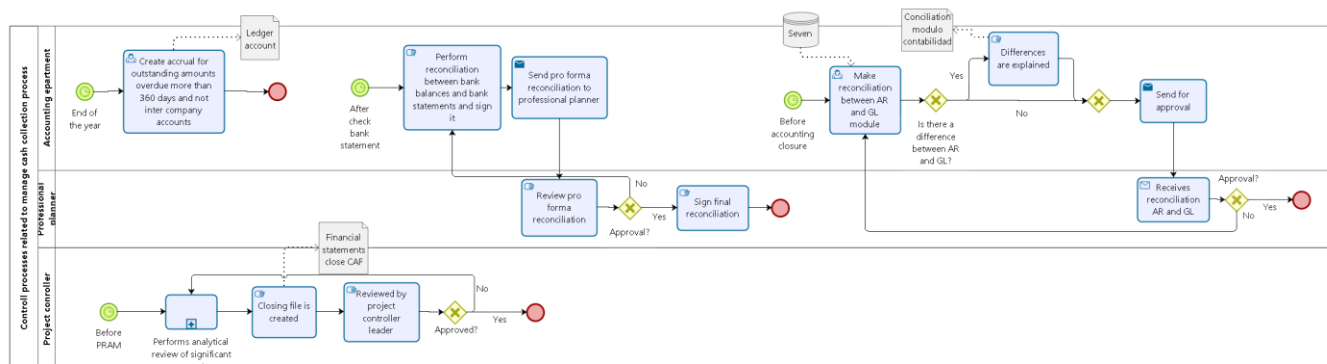 Controll processes related to manage cash collection process
Accounting epartment
Professional
planner
Project conroller
End of
the year
Create accrual for
outstanding amounts
overdue more than
360 days and not
inter company
accounts
Ledger
account
After
check
bank
statement
Perform
reconciliation
between bank
balances and bank
statements and sign
it
Send pro forma
reconciliation to
professional planner
Seven
Before
accounting
closure
Make
reconciliation
between AR
and GL
module
Is there a
difference
between AR
and GL?
Yes
No
Conciliation
modulo
contabilidad
Differences
are explained
Send for
approval
Review pro
forma
reconciliation
No
Yes
Approval?
Sign final
reconciliation
Receives
reconciliation
AR and GL
Approval?
Yes
No
Before
PRAM
Performs analytical
review of significant
Closing file is
created
Financial
statements
close CAF
Reviewed by
project
controller
leader
Approved?
No
Yes